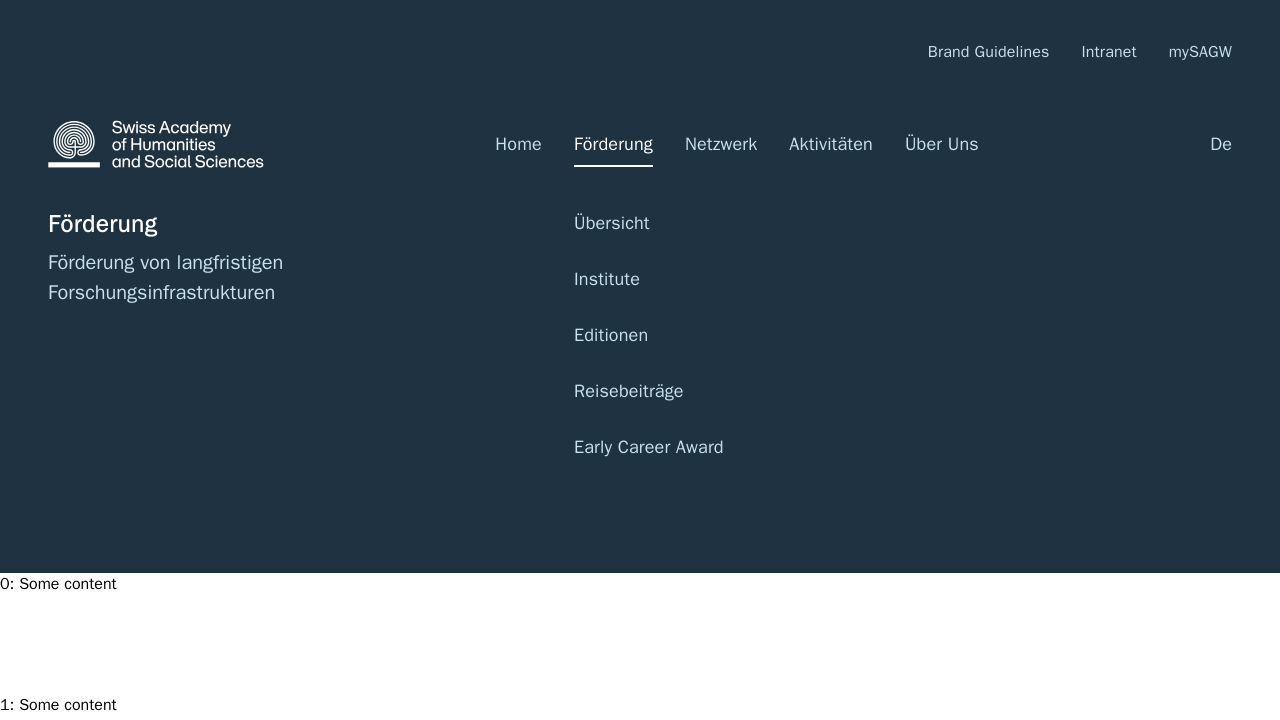 Brand Guidelines Intranet mySAGW
Swiss Academy
of Humanities
and Social Sciences
Home Förderung Netzwerk Aktivitäten Über Uns De
Förderung
Förderung von langfristigen
Forschungsinfrastrukturen
Übersicht
Institute
Editionen
Reisebeiträge
Early Career Award
0: Some content
1: Some content